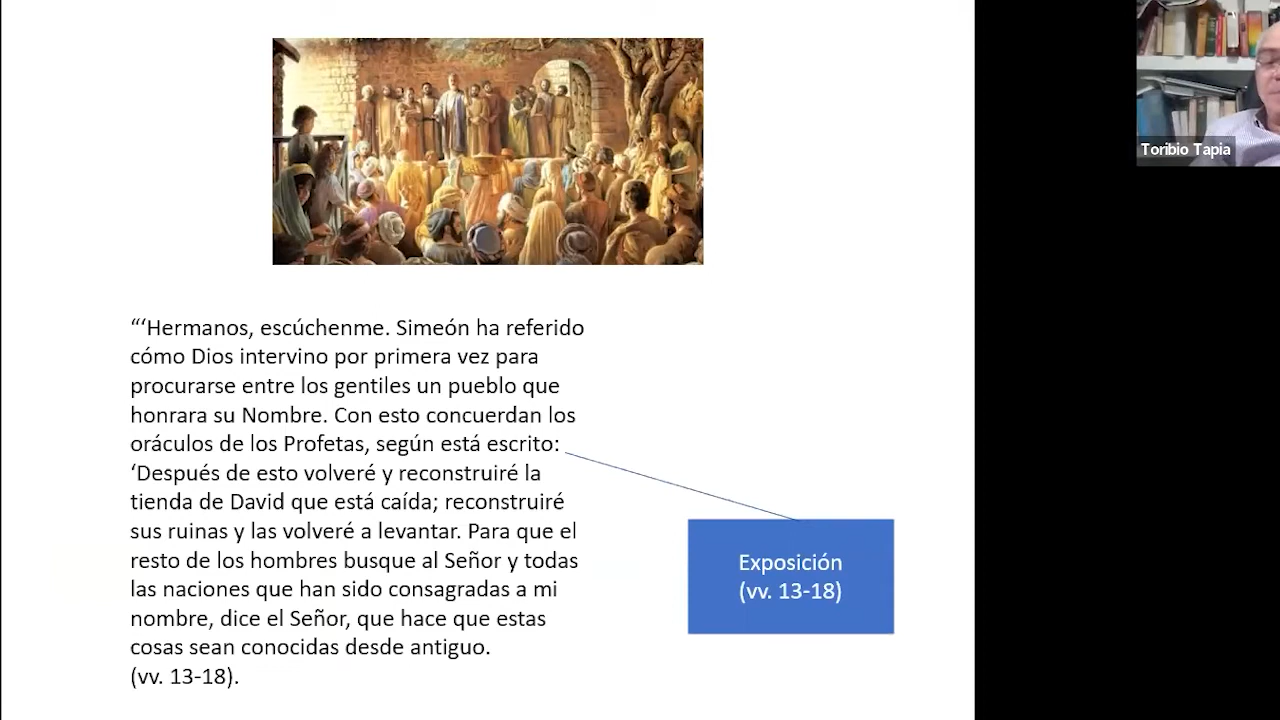 Toribio Tapia
“‘Hermanos, escúchenme. Simeón ha referido
cómo Dios intervino por primera vez para
procurarse entre los gentiles un pueblo que
honrara su Nombre. Con esto concuerdan los
oráculos de los Profetas, según está escrito:
‘Después de esto volveré y reconstruiré la
tienda de David que está caída; reconstruiré
sus ruinas y las volveré a levantar. Para que el
resto de los hombres busque al Señor y todas
las naciones que han sido consagradas a mi
nombre, dice el Señor, que hace que estas
cosas sean conocidas desde antiguo.
(vv. 13-18).
Exposición
(vv. 13-18)